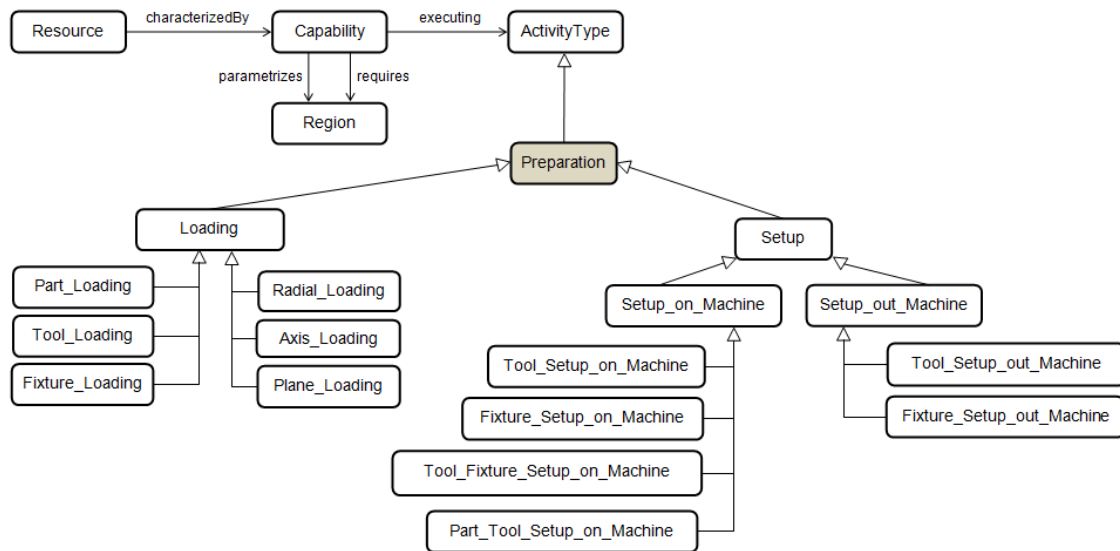 characterizedBy
executing
Resource
Capability
ActivityType
parametrizes
requires
Region
Preparation
Loading
Setup
Part_Loading
Radial_Loading
Setup_on_Machine
Setup_out_Machine
Tool_Loading
Axis_Loading
Tool_Setup_on_Machine
Tool_Setup_out_Machine
Fixture_Loading
Plane_Loading
Fixture_Setup_on_Machine
Fixture_Setup_out_Machine
Tool_Fixture_Setup_on_Machine
Part_Tool_Setup_on_Machine